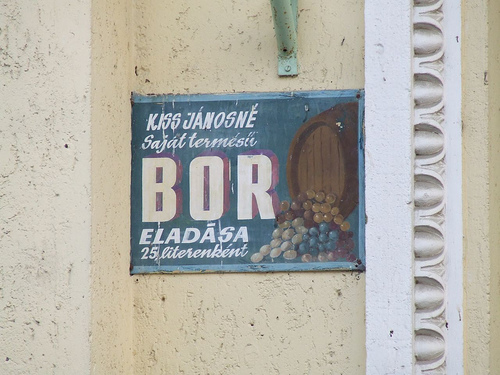 KISS JÁNOSNÉ
Saját termésű
BOR
ELADÁSA
25 literenként